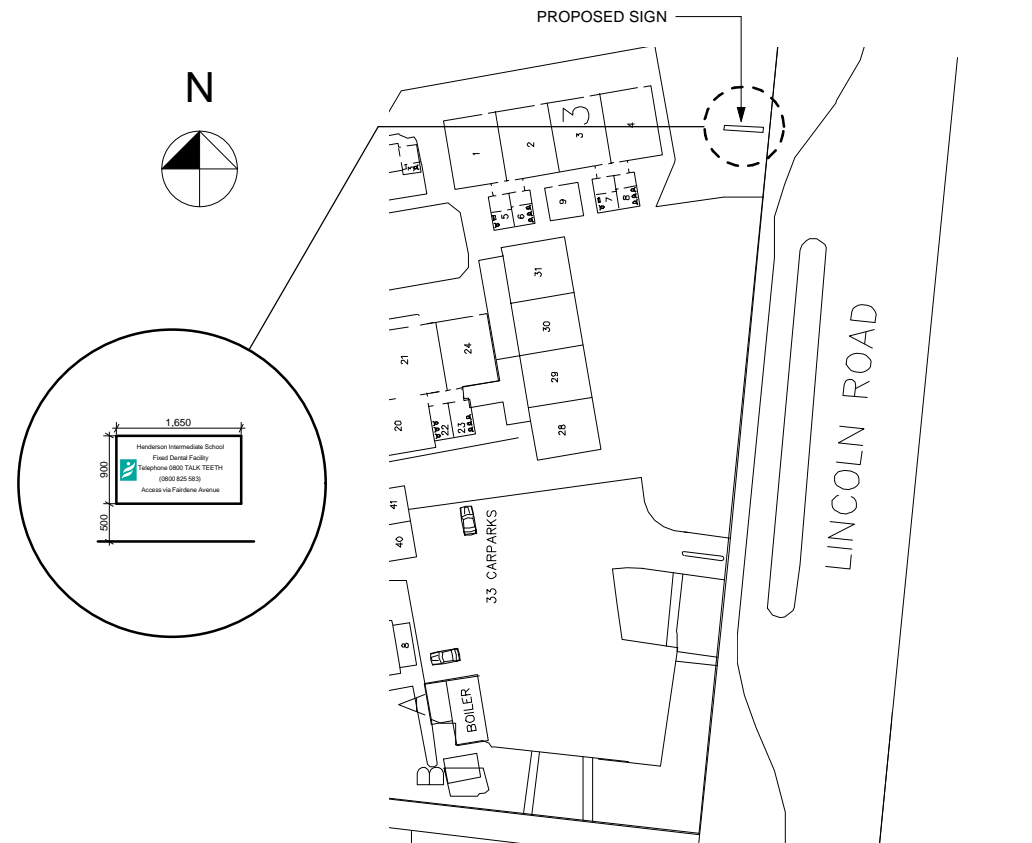 PROPOSED SIGN
N
3
1
2
3
4
5
6
9
7
8
31
30
29
28
21
24
20
22
23
LINCOLN ROAD
1,650
900
500
Henderson Intermediate School
Fixed Dental Facility
Telephone 0800 TALK TEETH
(0800 825 583)
Access via Fairdene Avenue
41
40
33 CARPARKS
8
A
BOILER
B